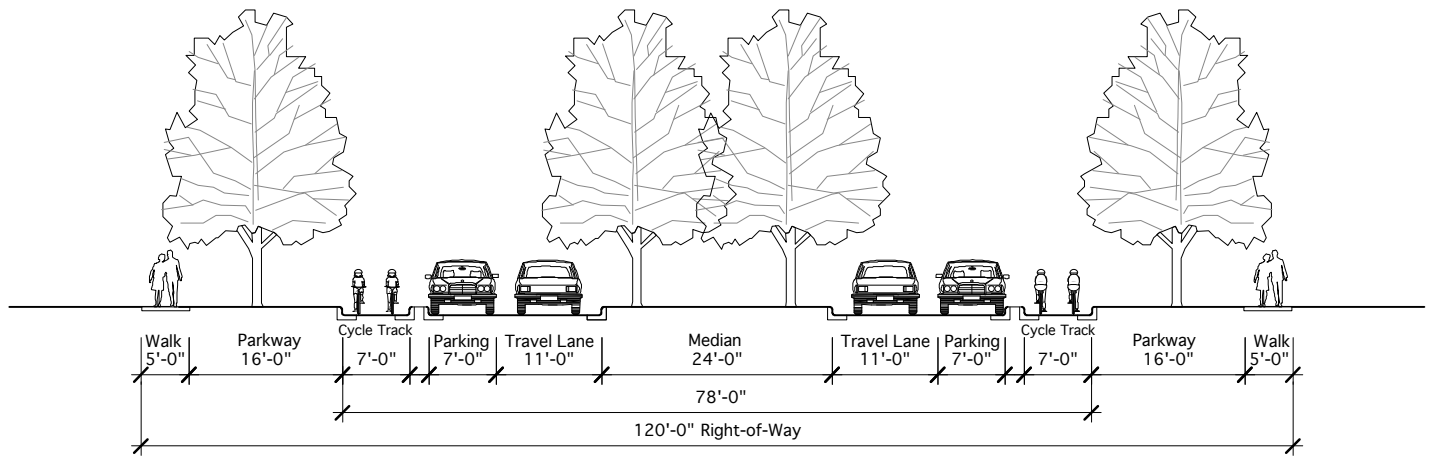 Cycle Track Cycle Track
Walk Parkway Parking Travel Lane Median Travel Lane Parking Parkway Walk
5'-0" 16'-0" 7'-0" 7'-0" 11'-0" 24'-0" 11'-0" 7'-0" 7'-0" 16'-0" 5'-0"
78'-0"
120'-0" Right-of-Way